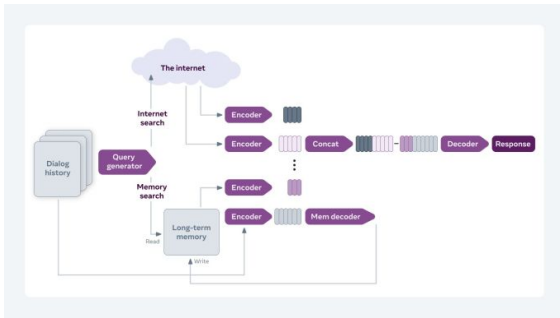 The internet
Internet
search
Encoder
Encoder
Concat
Decoder
Response
Dialog
history
Query
generator
Memory
search
Encoder
Long-term
memory
Encoder
Mem decoder
Read
Write